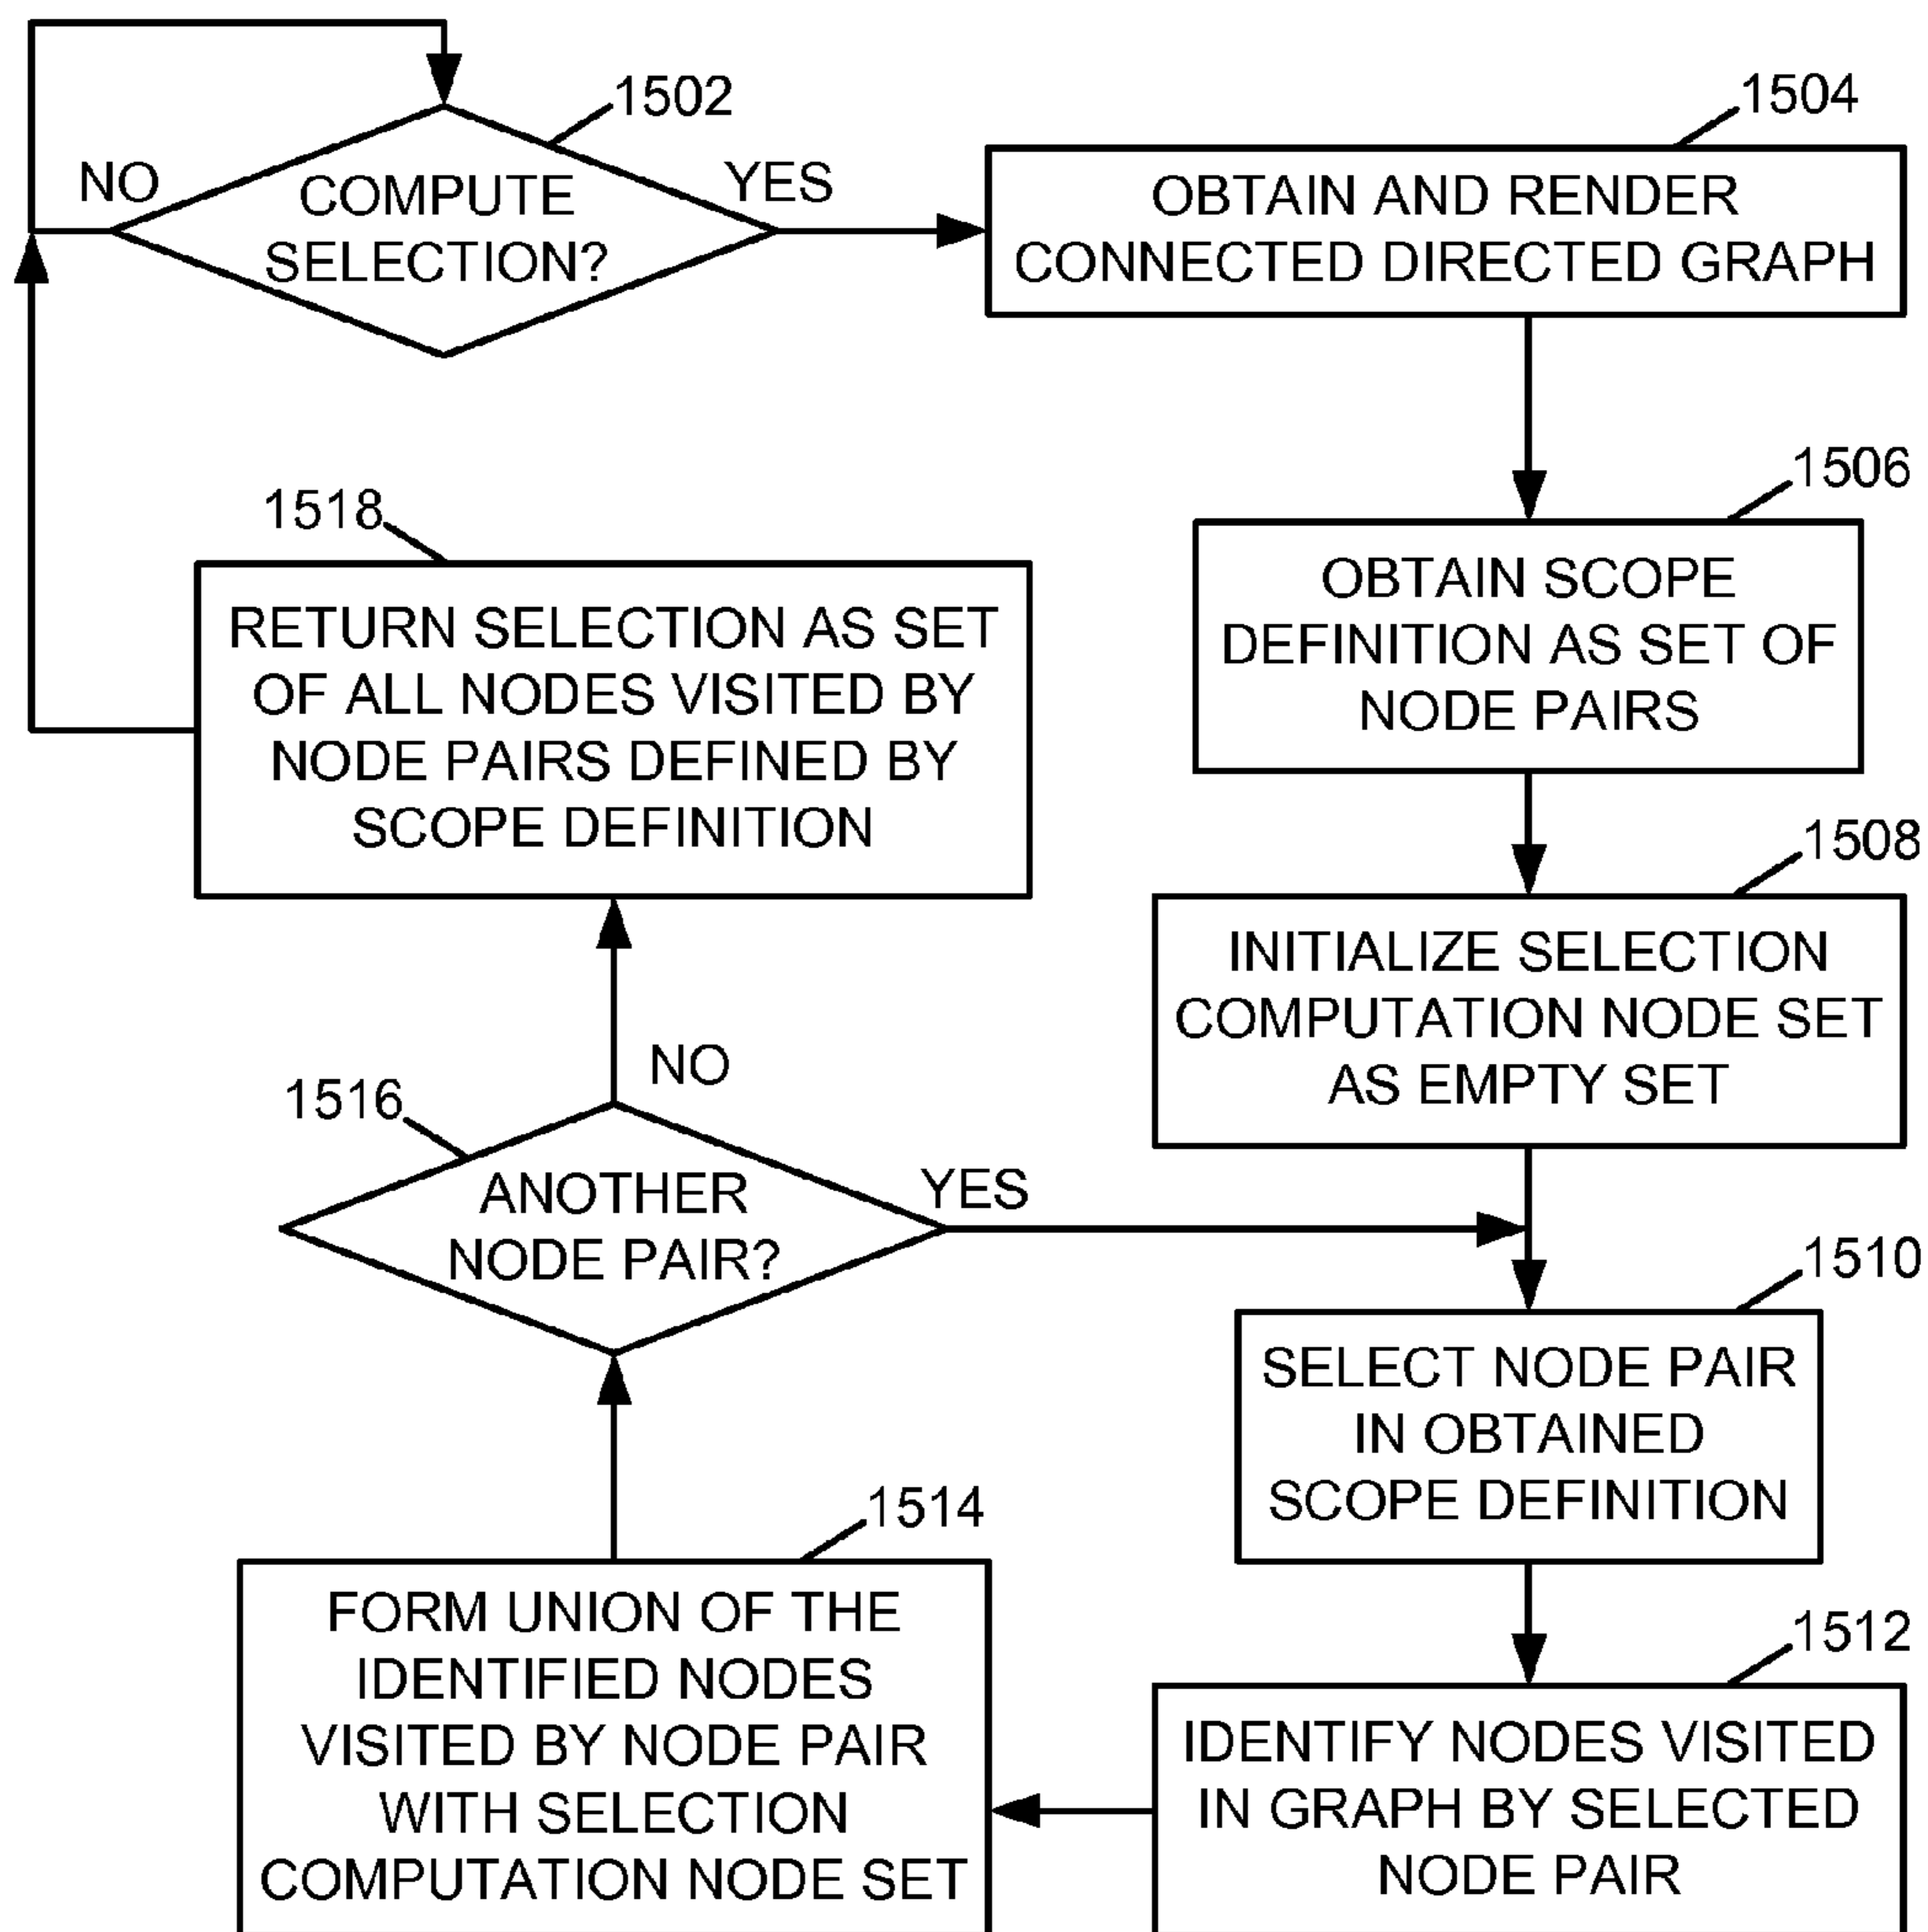 1502
NO
COMPUTE
SELECTION?
YES
1504
OBTAIN AND RENDER
CONNECTED DIRECTED GRAPH
1506
OBTAIN SCOPE
DEFINITION AS SET OF
NODE PAIRS
1508
INITIALIZE SELECTION
COMPUTATION NODE SET
AS EMPTY SET
1510
SELECT NODE PAIR
IN OBTAINED
SCOPE DEFINITION
1512
IDENTIFY NODES VISITED
IN GRAPH BY SELECTED
NODE PAIR
1514
FORM UNION OF THE
IDENTIFIED NODES
VISITED BY NODE PAIR
WITH SELECTION
COMPUTATION NODE SET
1516
ANOTHER
NODE PAIR?
YES
NO
1518
RETURN SELECTION AS SET
OF ALL NODES VISITED BY
NODE PAIRS DEFINED BY
SCOPE DEFINITION